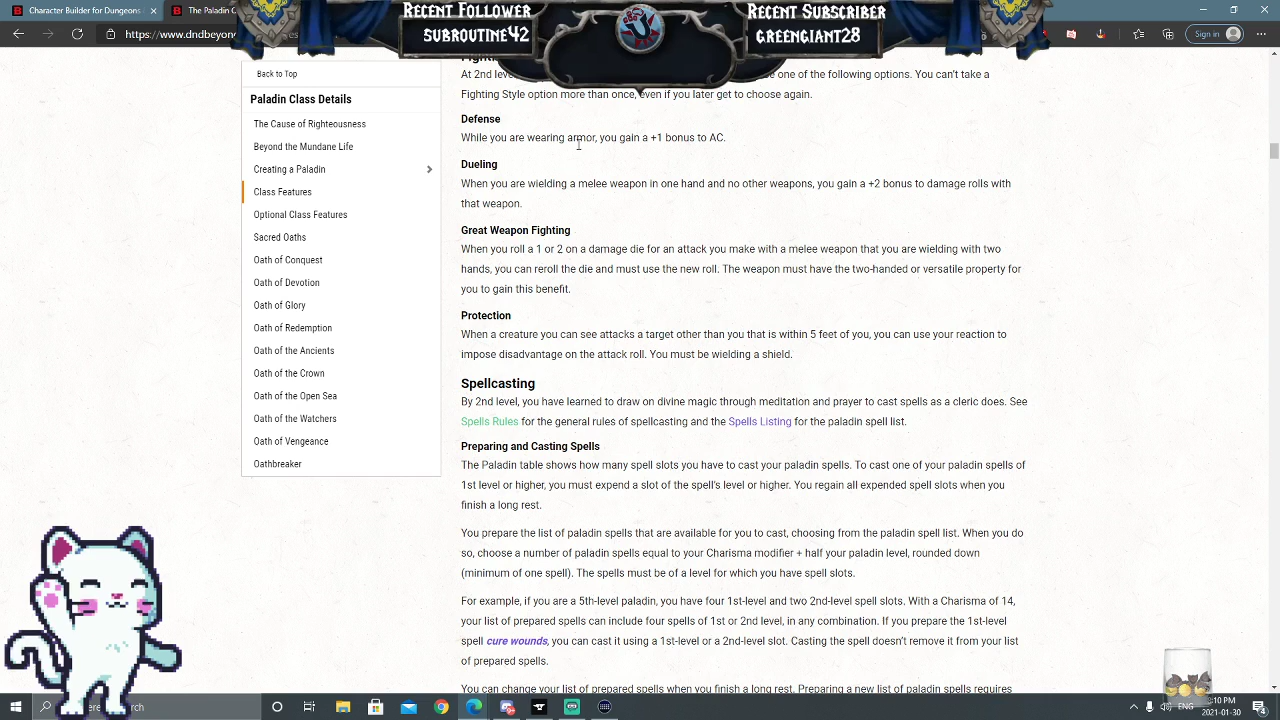 Recent Follower
subroutine42
Recent Subscriber
greengiant28
Character Builder for Dungeons
The Paladin C
https://www.dndbeyon
Sign in
Back to Top
Paladin Class Details
The Cause of Righteousness
Beyond the Mundane Life
Creating a Paladin
Class Features
Optional Class Features
Sacred Oaths
Oath of Conquest
Oath of Devotion
Oath of Glory
Oath of Redemption
Oath of the Ancients
Oath of the Crown
Oath of the Open Sea
Oath of the Watchers
Oath of Vengeance
Oathbreaker
At 2nd level e one of the following options. You can't take a
Fighting Style option more than once, even if you later get to choose again.
Defense
While you are wearing armor, you gain a +1 bonus to AC.
Dueling
When you are wielding a melee weapon in one hand and no other weapons, you gain a +2 bonus to damage rolls with
that weapon.
Great Weapon Fighting
When you roll a 1 or 2 on a damage die for an attack you make with a melee weapon that you are wielding with two
hands, you can reroll the die and must use the new roll. The weapon must have the two-handed or versatile property for
you to gain this benefit.
Protection
When a creature you can see attacks a target other than you that is within 5 feet of you, you can use your reaction to
impose disadvantage on the attack roll. You must be wielding a shield.
Spellcasting
By 2nd level, you have learned to draw on divine magic through meditation and prayer to cast spells as a cleric does. See
Spells Rules for the general rules of spellcasting and the Spells Listing for the paladin spell list.
Preparing and Casting Spells
The Paladin table shows how many spell slots you have to cast your paladin spells. To cast one of your paladin spells of
1st level or higher, you must expend a slot of the spell's level or higher. You regain all expended spell slots when you
finish a long rest.
You prepare the list of paladin spells that are available for you to cast, choosing from the paladin spell list. When you do
so, choose a number of paladin spells equal to your Charisma modifier + half your paladin level, rounded down
(minimum of one spell). The spells must be of a level for which you have spell slots.
For example, if you are a 5th-level paladin, you have four 1st-level and two 2nd-level spell slots. With a Charisma of 14,
your list of prepared spells can include four spells of 1st or 2nd level, in any combination. If you prepare the 1st-level
spell cure wounds, you can cast it using a 1st-level or a 2nd-level slot. Casting the spell doesn't remove it from your list
of prepared spells.
You can change your list of prepared spells when you finish a long rest. Preparing a new list of paladin spells requires
ere to search
ENG
:10 PM
2021-01-30